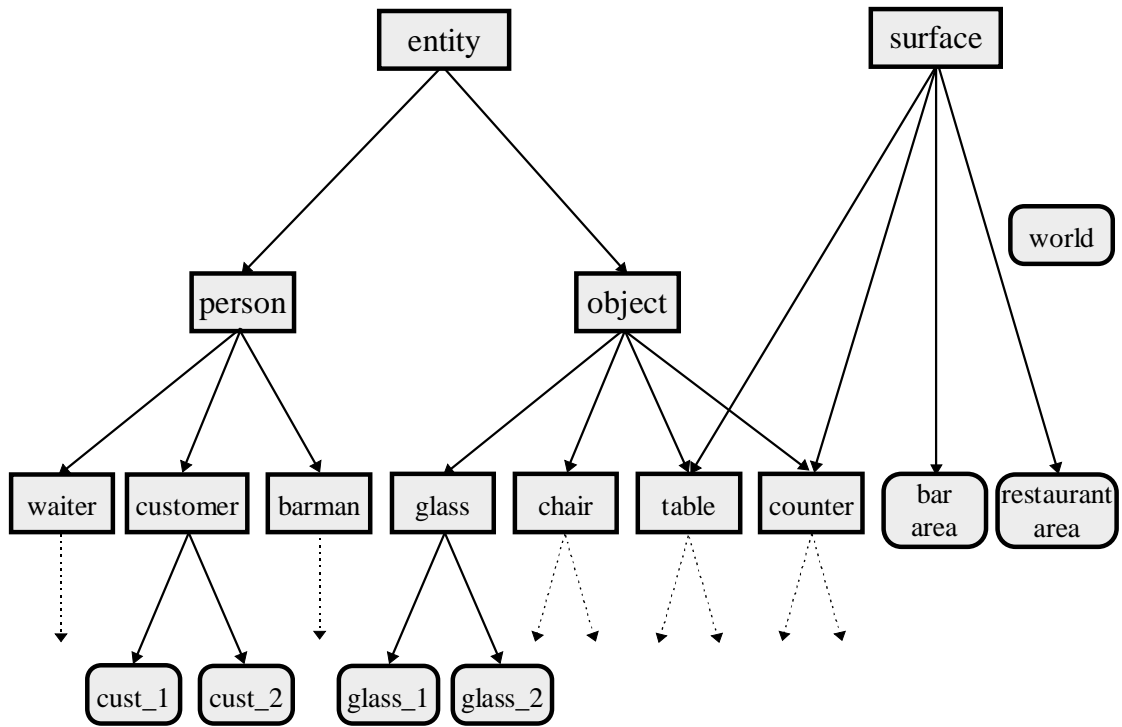 entity
surface
world
person
object
waiter
customer
barman
glass
chair
table
counter
bar
area
restaurant
area
cust_1
cust_2
glass_1
glass_2